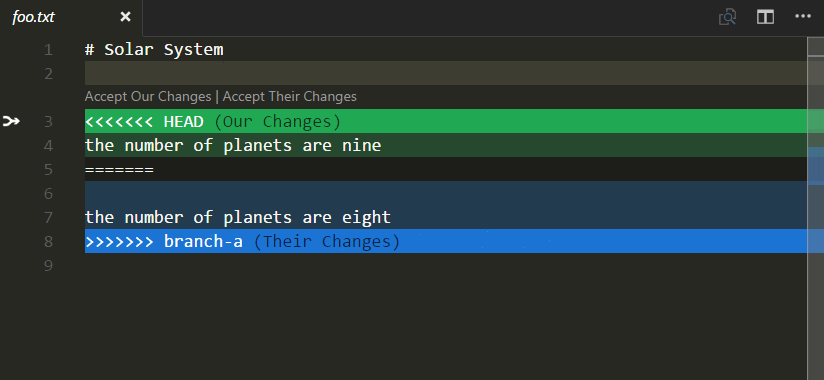 foo.txt
1 # Solar System
2
Accept Our Changes | Accept Their Changes
3 <<<<<<< HEAD (Our Changes)
4 the number of planets are nine
5 =======
6
7 the number of planets are eight
8 >>>>>>> branch-a (Their Changes)
9